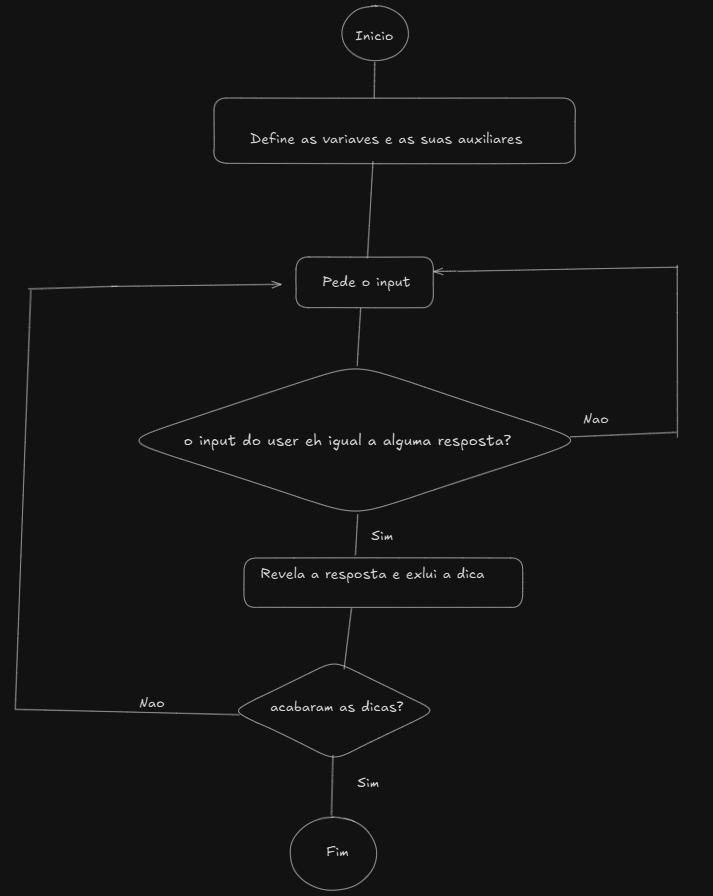 Inicio
Define as variaves e as suas auxiliares
Pede o input
Nao
o input do user eh igual a alguma resposta?
Sim
Revela a resposta e exlui a dica
Nao
acabaram as dicas?
Sim
Fim